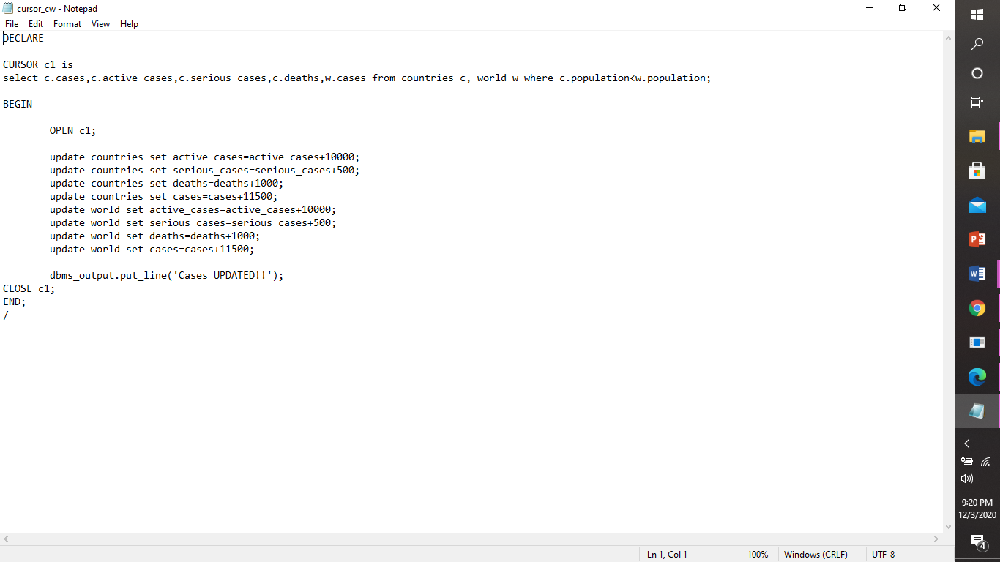 cursor_cw - Notepad
File Edit Format View Help
DECLARE
CURSOR c1 is
select c.cases,c.active_cases,c.serious_cases,c.deaths,w.cases from countries c, world w where c.population<w.population;
BEGIN
OPEN c1;
update countries set active_cases=active_cases+10000;
update countries set serious_cases=serious_cases+500;
update countries set deaths=deaths+1000;
update countries set cases=cases+11500;
update world set active_cases=active_cases+10000;
update world set serious_cases=serious_cases+500;
update world set deaths=deaths+1000;
update world set cases=cases+11500;
dbms_output.put_line('Cases UPDATED!!');
CLOSE c1;
END;
/
Ln 1, Col 1 100% Windows (CRLF) UTF-8
9:20 PM
12/3/2020
4